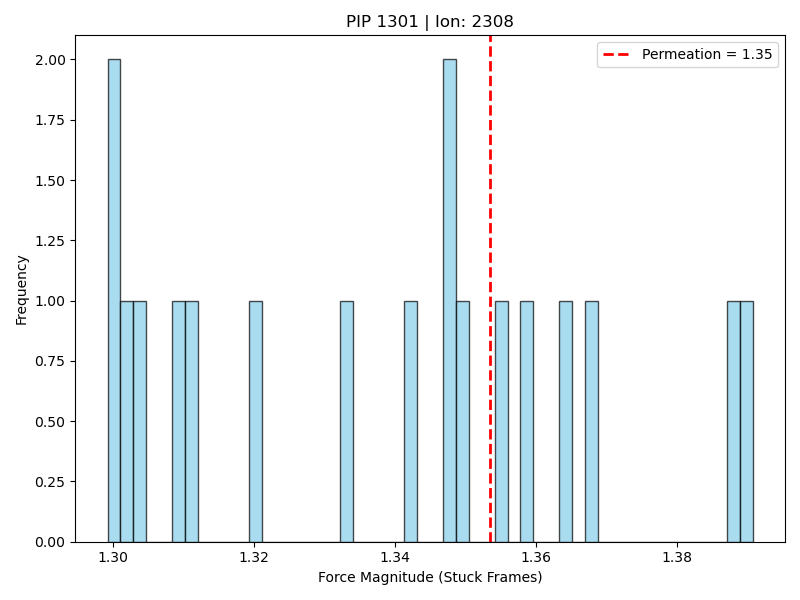 PIP 1301 | Ion: 2308
Permeation = 1.35
2.00
1.75
1.50
1.25
1.00
0.75
0.50
0.25
0.00
Frequency
1.30 1.32 1.34 1.36 1.38
Force Magnitude (Stuck Frames)